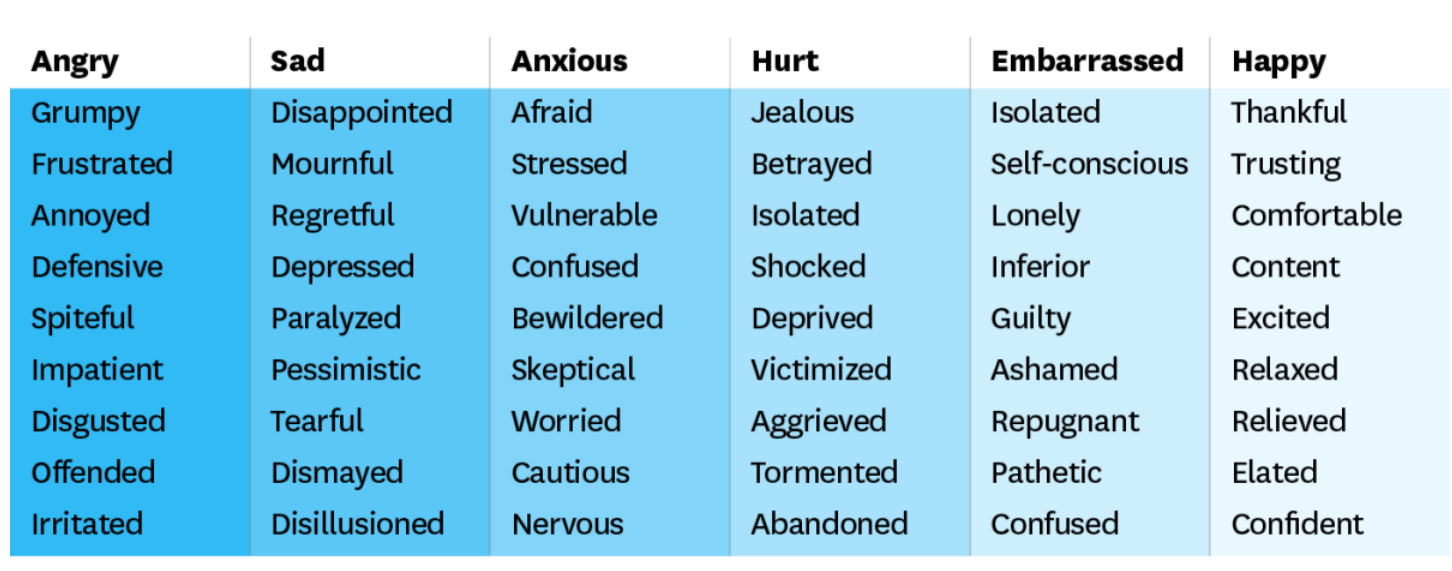 Angry Sad Anxious Hurt Embarrassed Happy
Grumpy Disappointed Afraid Jealous Isolated Thankful
Frustrated Mournful Stressed Betrayed Self-conscious Trusting
Annoyed Regretful Vulnerable Isolated Lonely Comfortable
Defensive Depressed Confused Shocked Inferior Content
Spiteful Paralyzed Bewildered Deprived Guilty Excited
Impatient Pessimistic Skeptical Victimized Ashamed Relaxed
Disgusted Tearful Worried Aggrieved Repugnant Relieved
Offended Dismayed Cautious Tormented Pathetic Elated
Irritated Disillusioned Nervous Abandoned Confused Confident